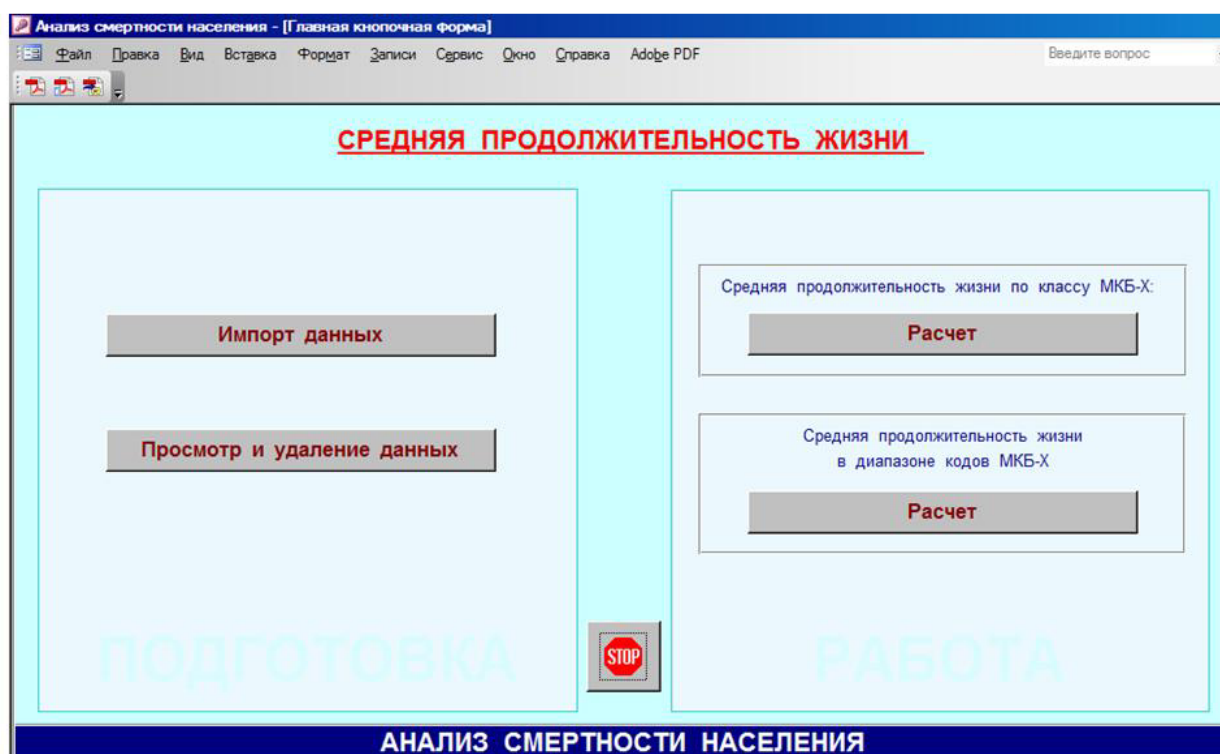 Анализ смертности населения - [Главная кнопочная форма]
Файл Правка Вид Вставка Формат Записи Сервис Окно Справка Adobe PDF Введите вопрос
СРЕДНЯЯ ПРОДОЛЖИТЕЛЬНОСТЬ ЖИЗНИ
Импорт данных
Просмотр и удаление данных
ПОДГОТОВКА
Средняя продолжительность жизни по классу МКБ-X:
Расчет
Средняя продолжительность жизни
в диапазоне кодов МКБ-X
Расчет
РАБОТА
STOP
АНАЛИЗ СМЕРТНОСТИ НАСЕЛЕНИЯ